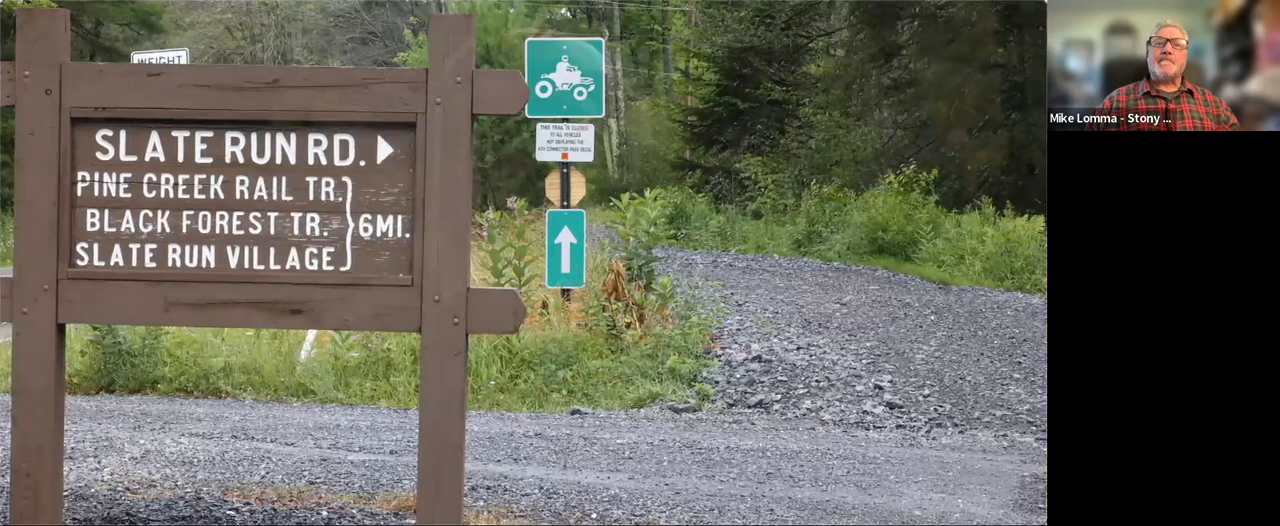 WEIGHT
SLATE RUN RD.
PINE CREEK RAIL TR.
BLACK FOREST TR.
SLATE RUN VILLAGE
6MI.
THIS TRAIL IS CLOSED
TO ALL VEHICLES
NOT DISPLAYING THE
ATV CONNECTOR PASS DECAL
Mike Lomma - Stony ...